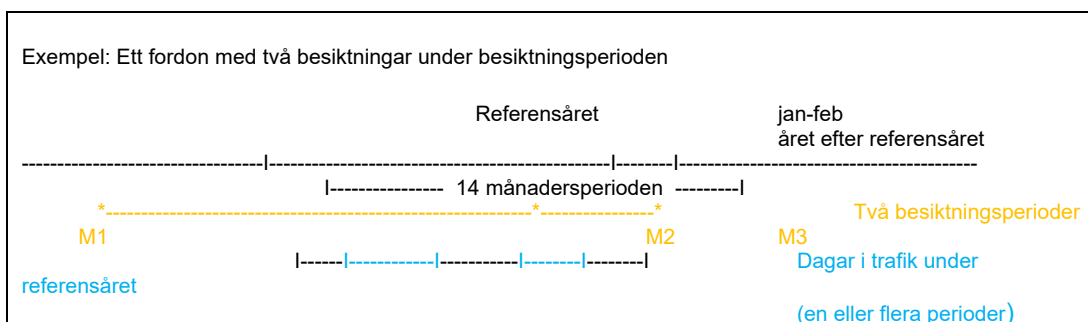 Exempel: Ett fordon med två besiktningar under besiktningsperioden
Referensåret jan-feb
året efter referensåret
----------------------------------I------------------------------------------------I--------I------------------------------------------
I---------------- 14 månadersperioden ---------I
*------------------------------------------------------------*----------------* Två besiktningsperioder
M1 M2 M3
I------I------------I-----------I--------I--------I Dagar i trafik under
referensåret
(en eller flera perioder)